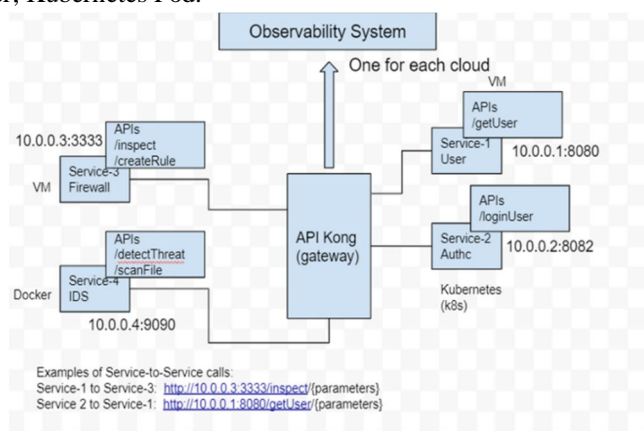 er, Kubernetes Pod.
Observability System
One for each cloud
VM
APIs
/getUser
Service-1
User
10.0.0.1:8080
10.0.0.3:3333
APIs
/inspect
/createRule
Service-3
Firewall
VM
API Kong
(gateway)
APIs
/loginUser
Service-2
Authc
10.0.0.2:8082
Kubernetes
(k8s)
APIs
/detectThreat
/scanFile
Service-4
IDS
Docker
10.0.0.4:9090
Examples of Service-to-Service calls:
Service-1 to Service-3: http://10.0.0.3:3333/inspect/{parameters}
Service 2 to Service-1: http://10.0.0.1:8080/getUser/{parameters}